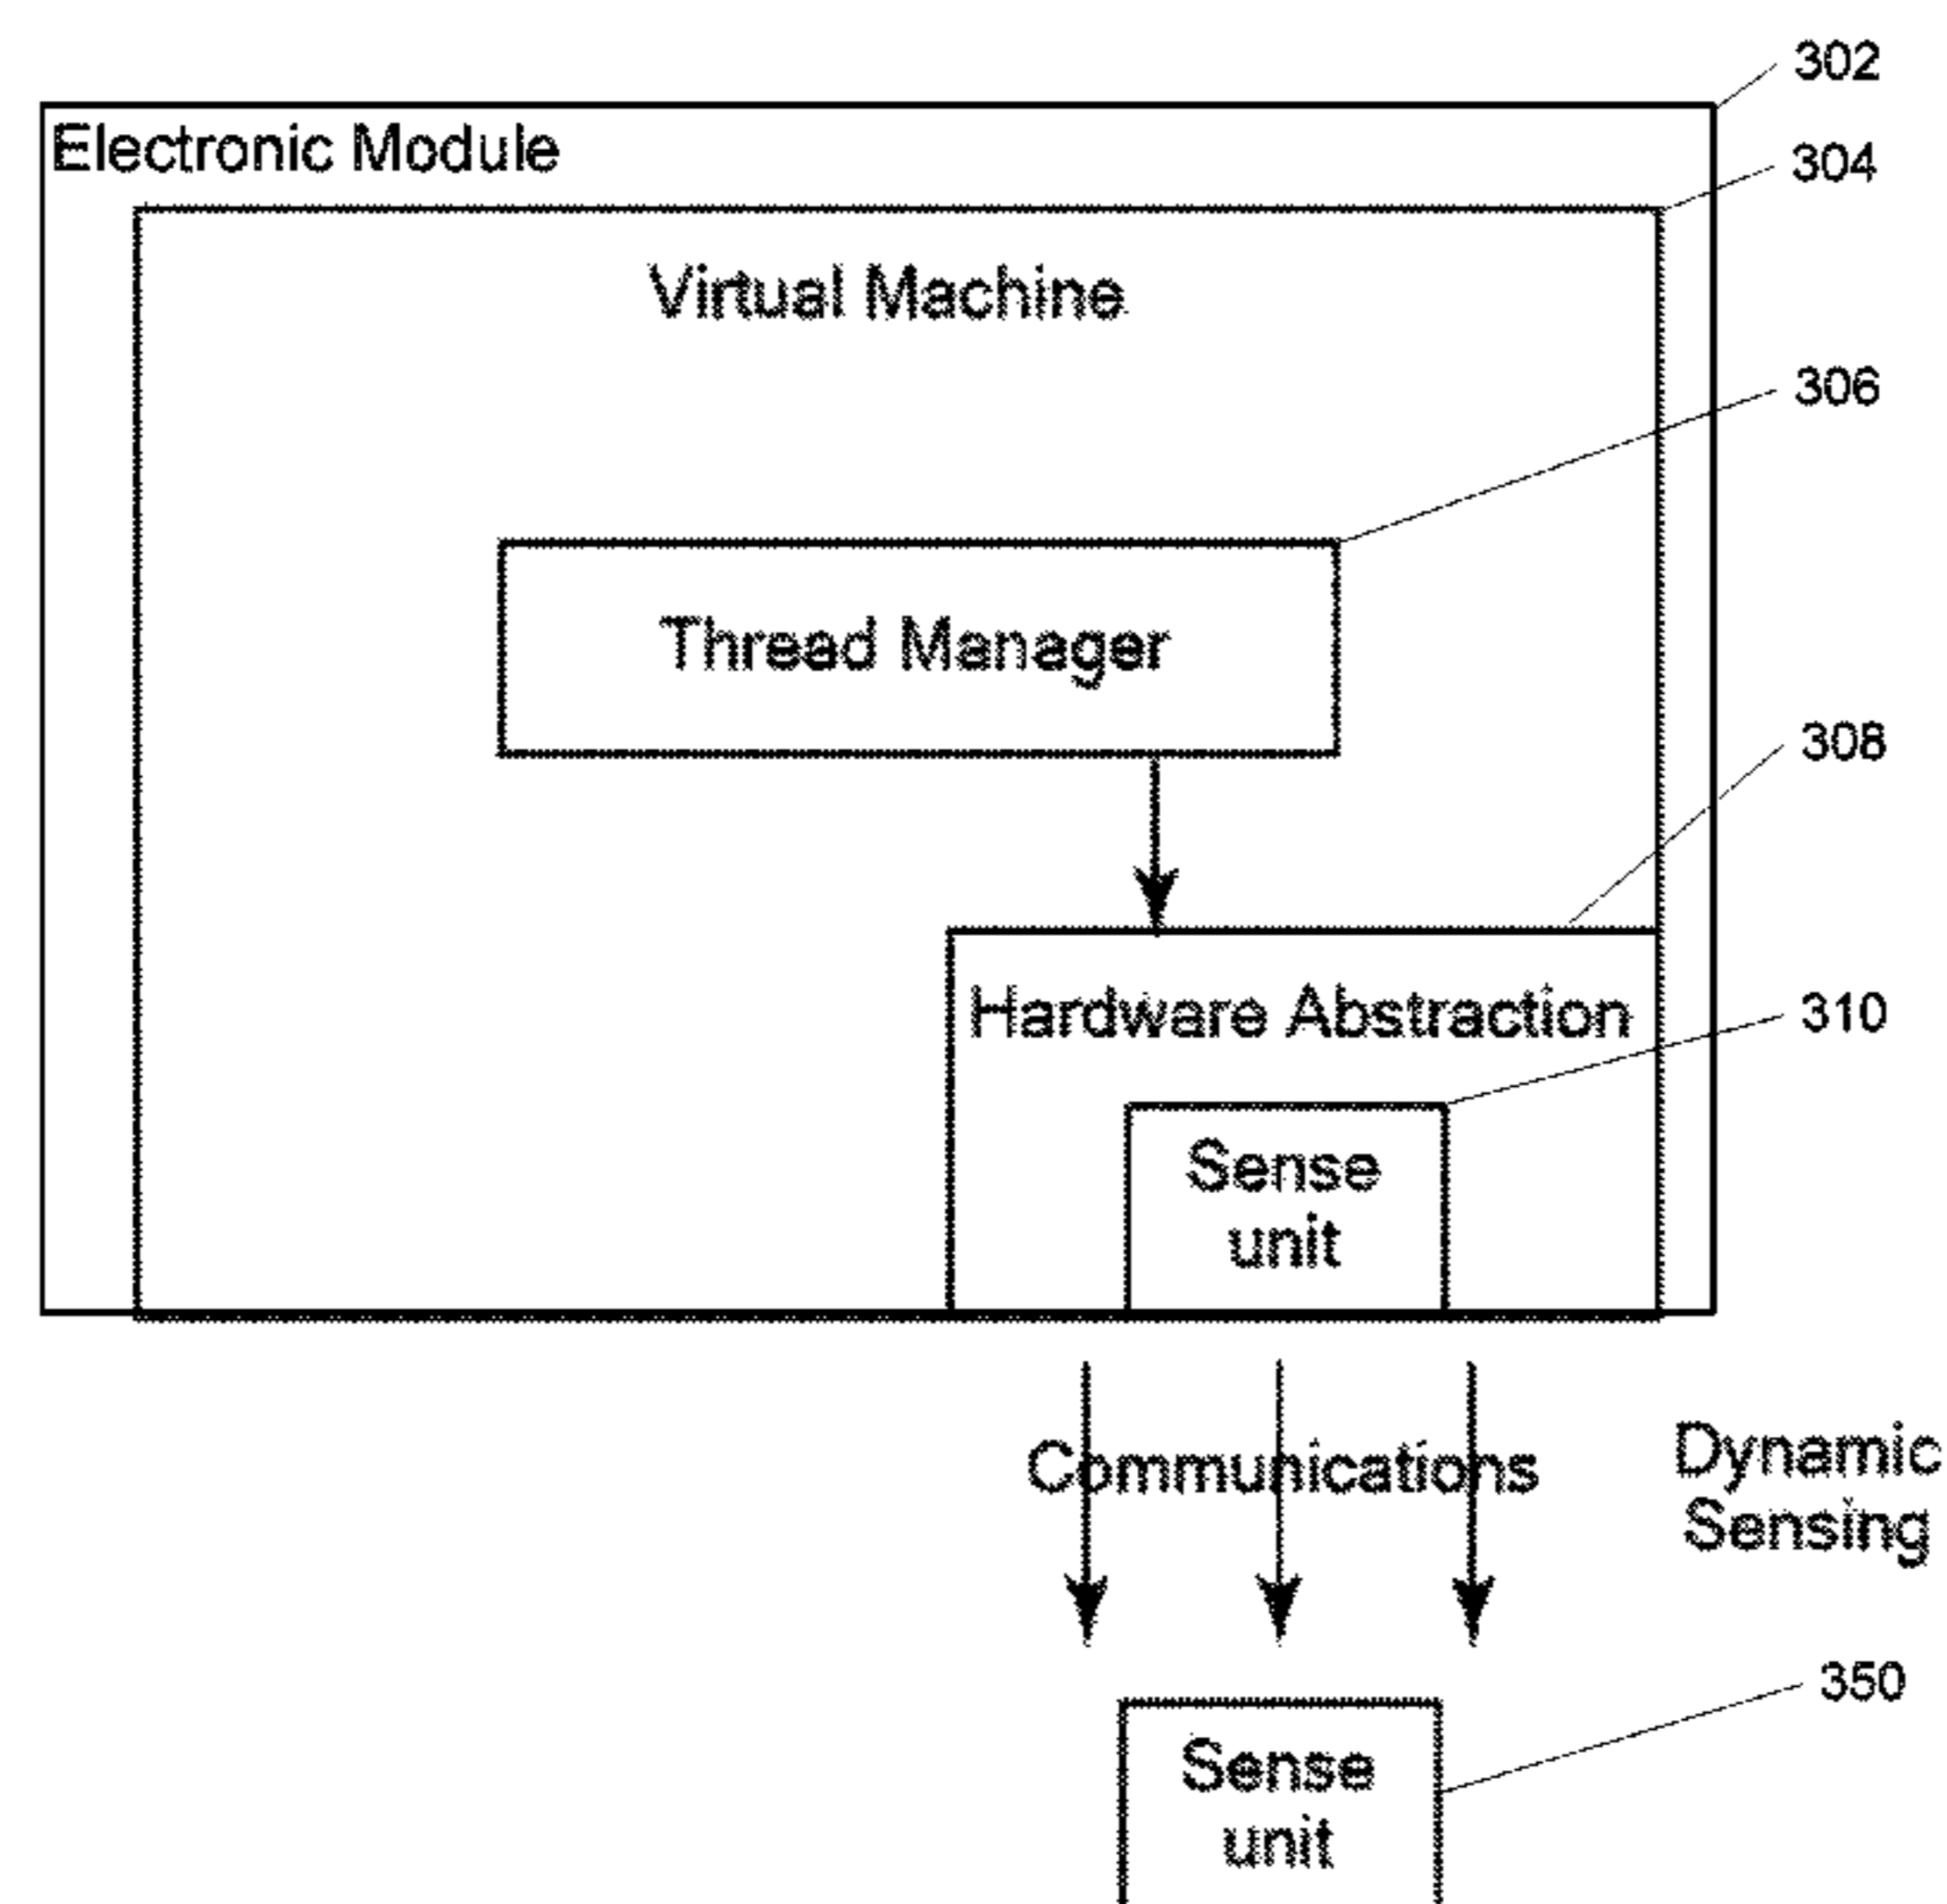 302
Electronic Module
304
Virtual Machine
306
Thread Manager
308
Hardware Abstraction
310
Sense
unit
Communications
Dynamic
Sensing
350
Sense
unit